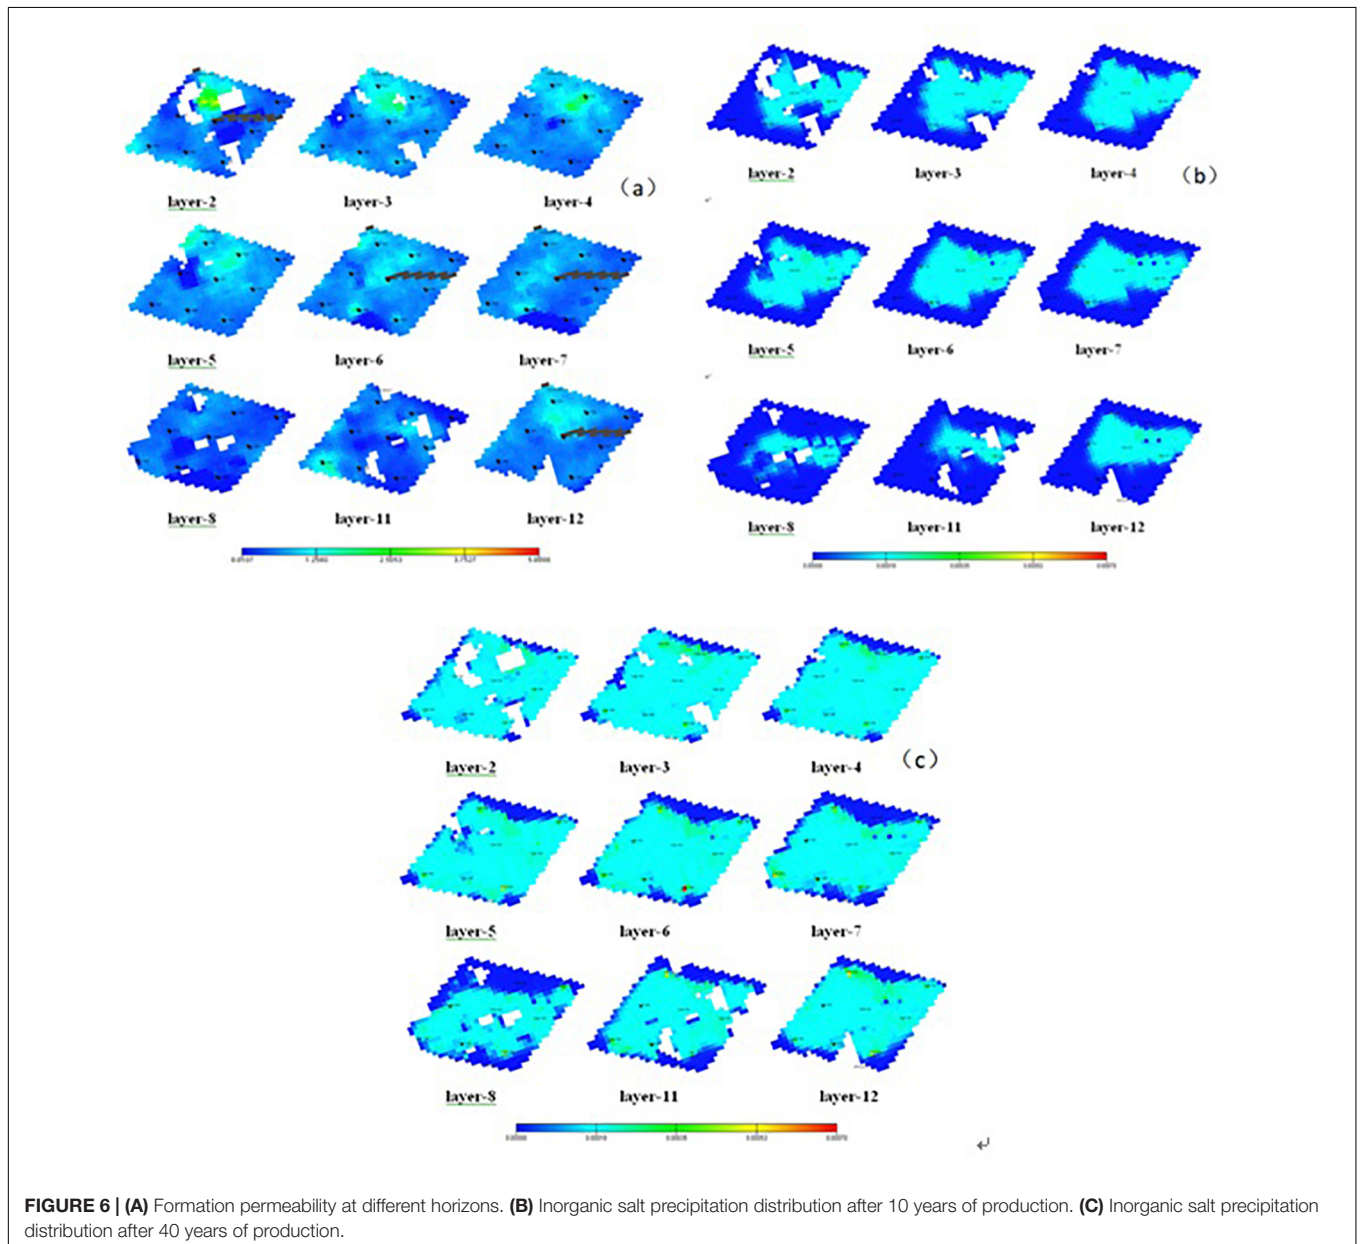 layer-2
layer-3
layer-4
(a)
layer-5
layer-6
layer-7
layer-8
layer-11
layer-12
layer-2
layer-3
layer-4
(b)
layer-5
layer-6
layer-7
layer-8
layer-11
layer-12
layer-2
layer-3
layer-4
(c)
layer-5
layer-6
layer-7
layer-8
layer-11
layer-12
FIGURE 6 | (A) Formation permeability at different horizons. (B) Inorganic salt precipitation distribution after 10 years of production. (C) Inorganic salt precipitation
distribution after 40 years of production.